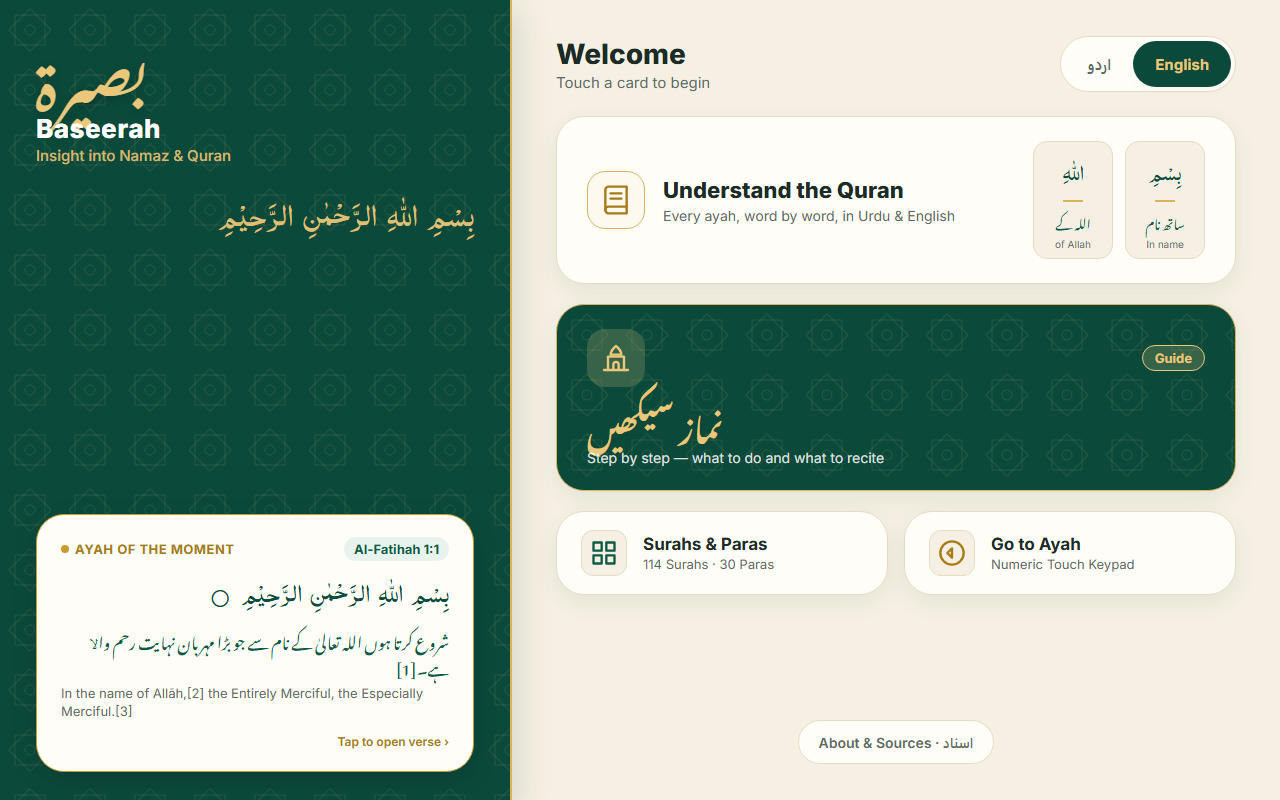 بصيرة
Baseerah
Insight into Namaz & Quran
بِسْمِ اللّٰهِ الرَّحْمٰنِ الرَّحِيْمِ
AYAH OF THE MOMENT
Al-Fatihah 1:1
بِسْمِ اللّٰهِ الرَّحْمٰنِ الرَّحِيْمِ ○
شروع کرتا ہوں اللہ تعالیٰ کے نام سے جو بڑا مہربان نہایت رحم والا
ہے۔[1]
In the name of Allāh,[2] the Entirely Merciful, the Especially
Merciful.[3]
Tap to open verse ›
Welcome
Touch a card to begin
اردو
English
Understand the Quran
Every ayah, word by word, in Urdu & English
بِسْمِ
ساتھ نام
In name
اللّٰهِ
اللہ کے
of Allah
Guide
نماز سیکھیں
Step by step — what to do and what to recite
Surahs & Paras
114 Surahs · 30 Paras
Go to Ayah
Numeric Touch Keypad
About & Sources · اسناد